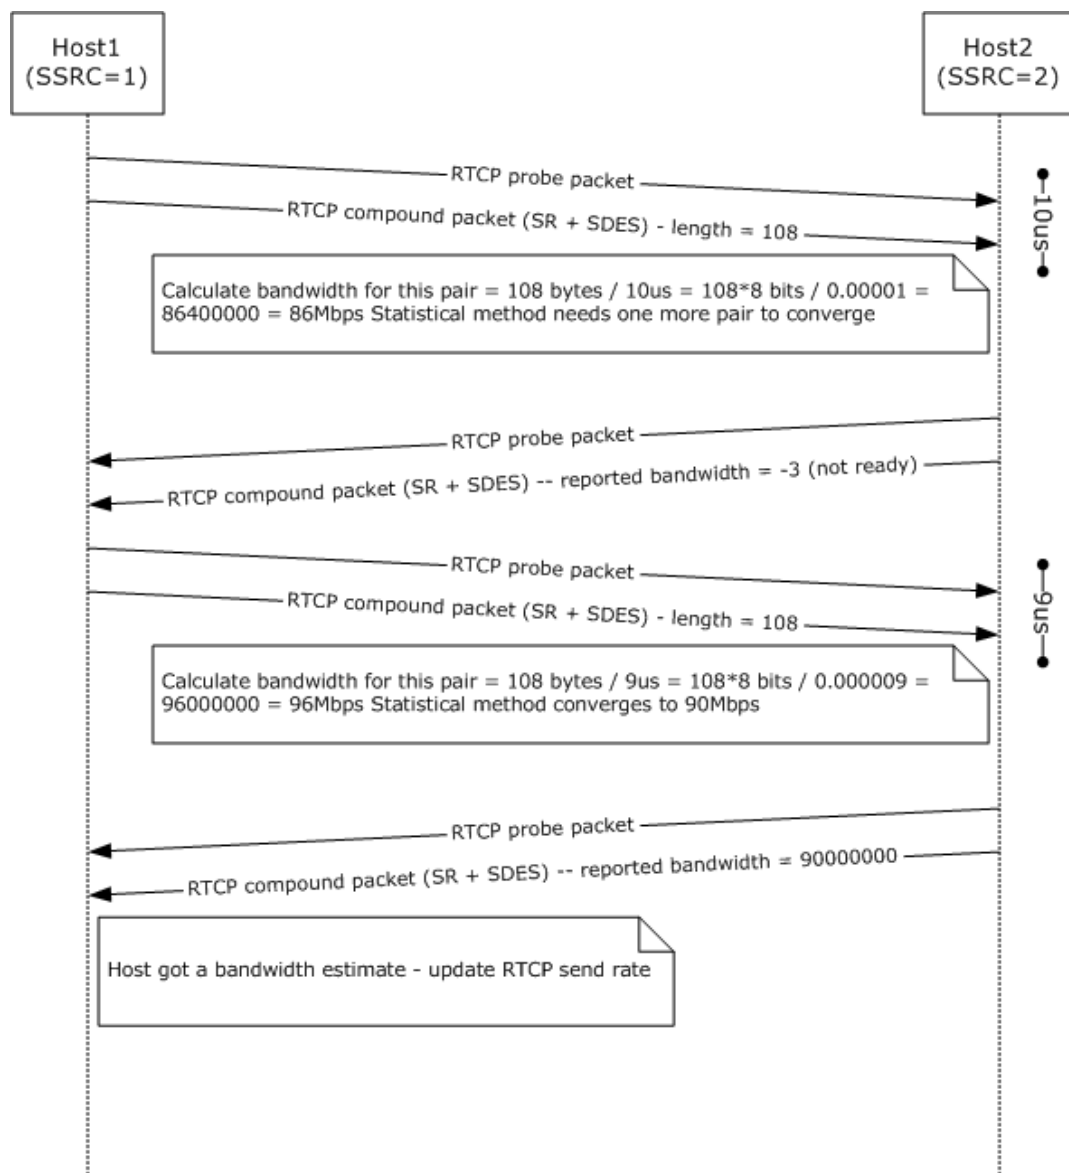 Host1
(SSRC=1)
Host2
(SSRC=2)
RTCP probe packet
RTCP compound packet (SR + SDES) - length = 108
10us
Calculate bandwidth for this pair = 108 bytes / 10us = 108*8 bits / 0.00001 =
86400000 = 86Mbps Statistical method needs one more pair to converge
RTCP probe packet
RTCP compound packet (SR + SDES) -- reported bandwidth = -3 (not ready)
RTCP probe packet
RTCP compound packet (SR + SDES) - length = 108
9us
Calculate bandwidth for this pair = 108 bytes / 9us = 108*8 bits / 0.000009 =
96000000 = 96Mbps Statistical method converges to 90Mbps
RTCP probe packet
RTCP compound packet (SR + SDES) -- reported bandwidth = 90000000
Host got a bandwidth estimate - update RTCP send rate